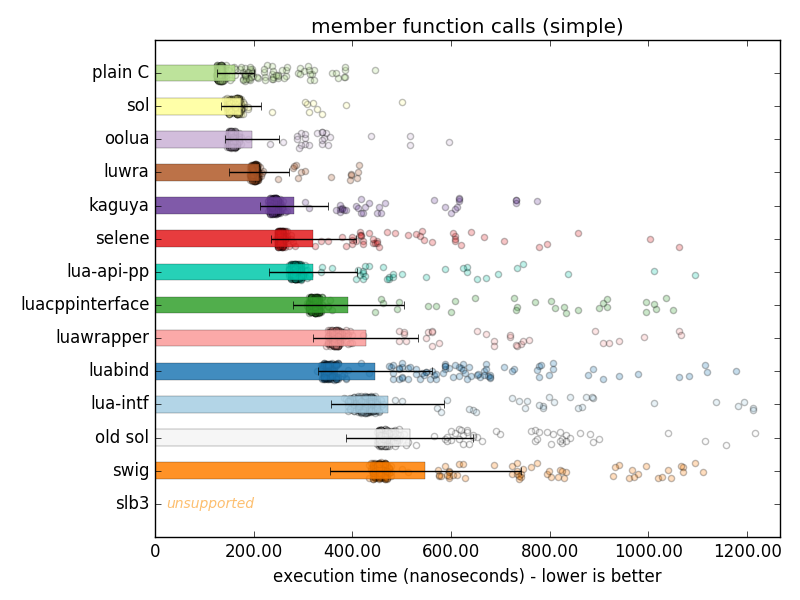 member function calls (simple)
plain C
sol
oolua
luwra
kaguya
selene
lua-api-pp
luacppinterface
luawrapper
luabind
lua-intf
old sol
swig
slb3 unsupported
0 200.00 400.00 600.00 800.00 1000.00 1200.00
execution time (nanoseconds) - lower is better